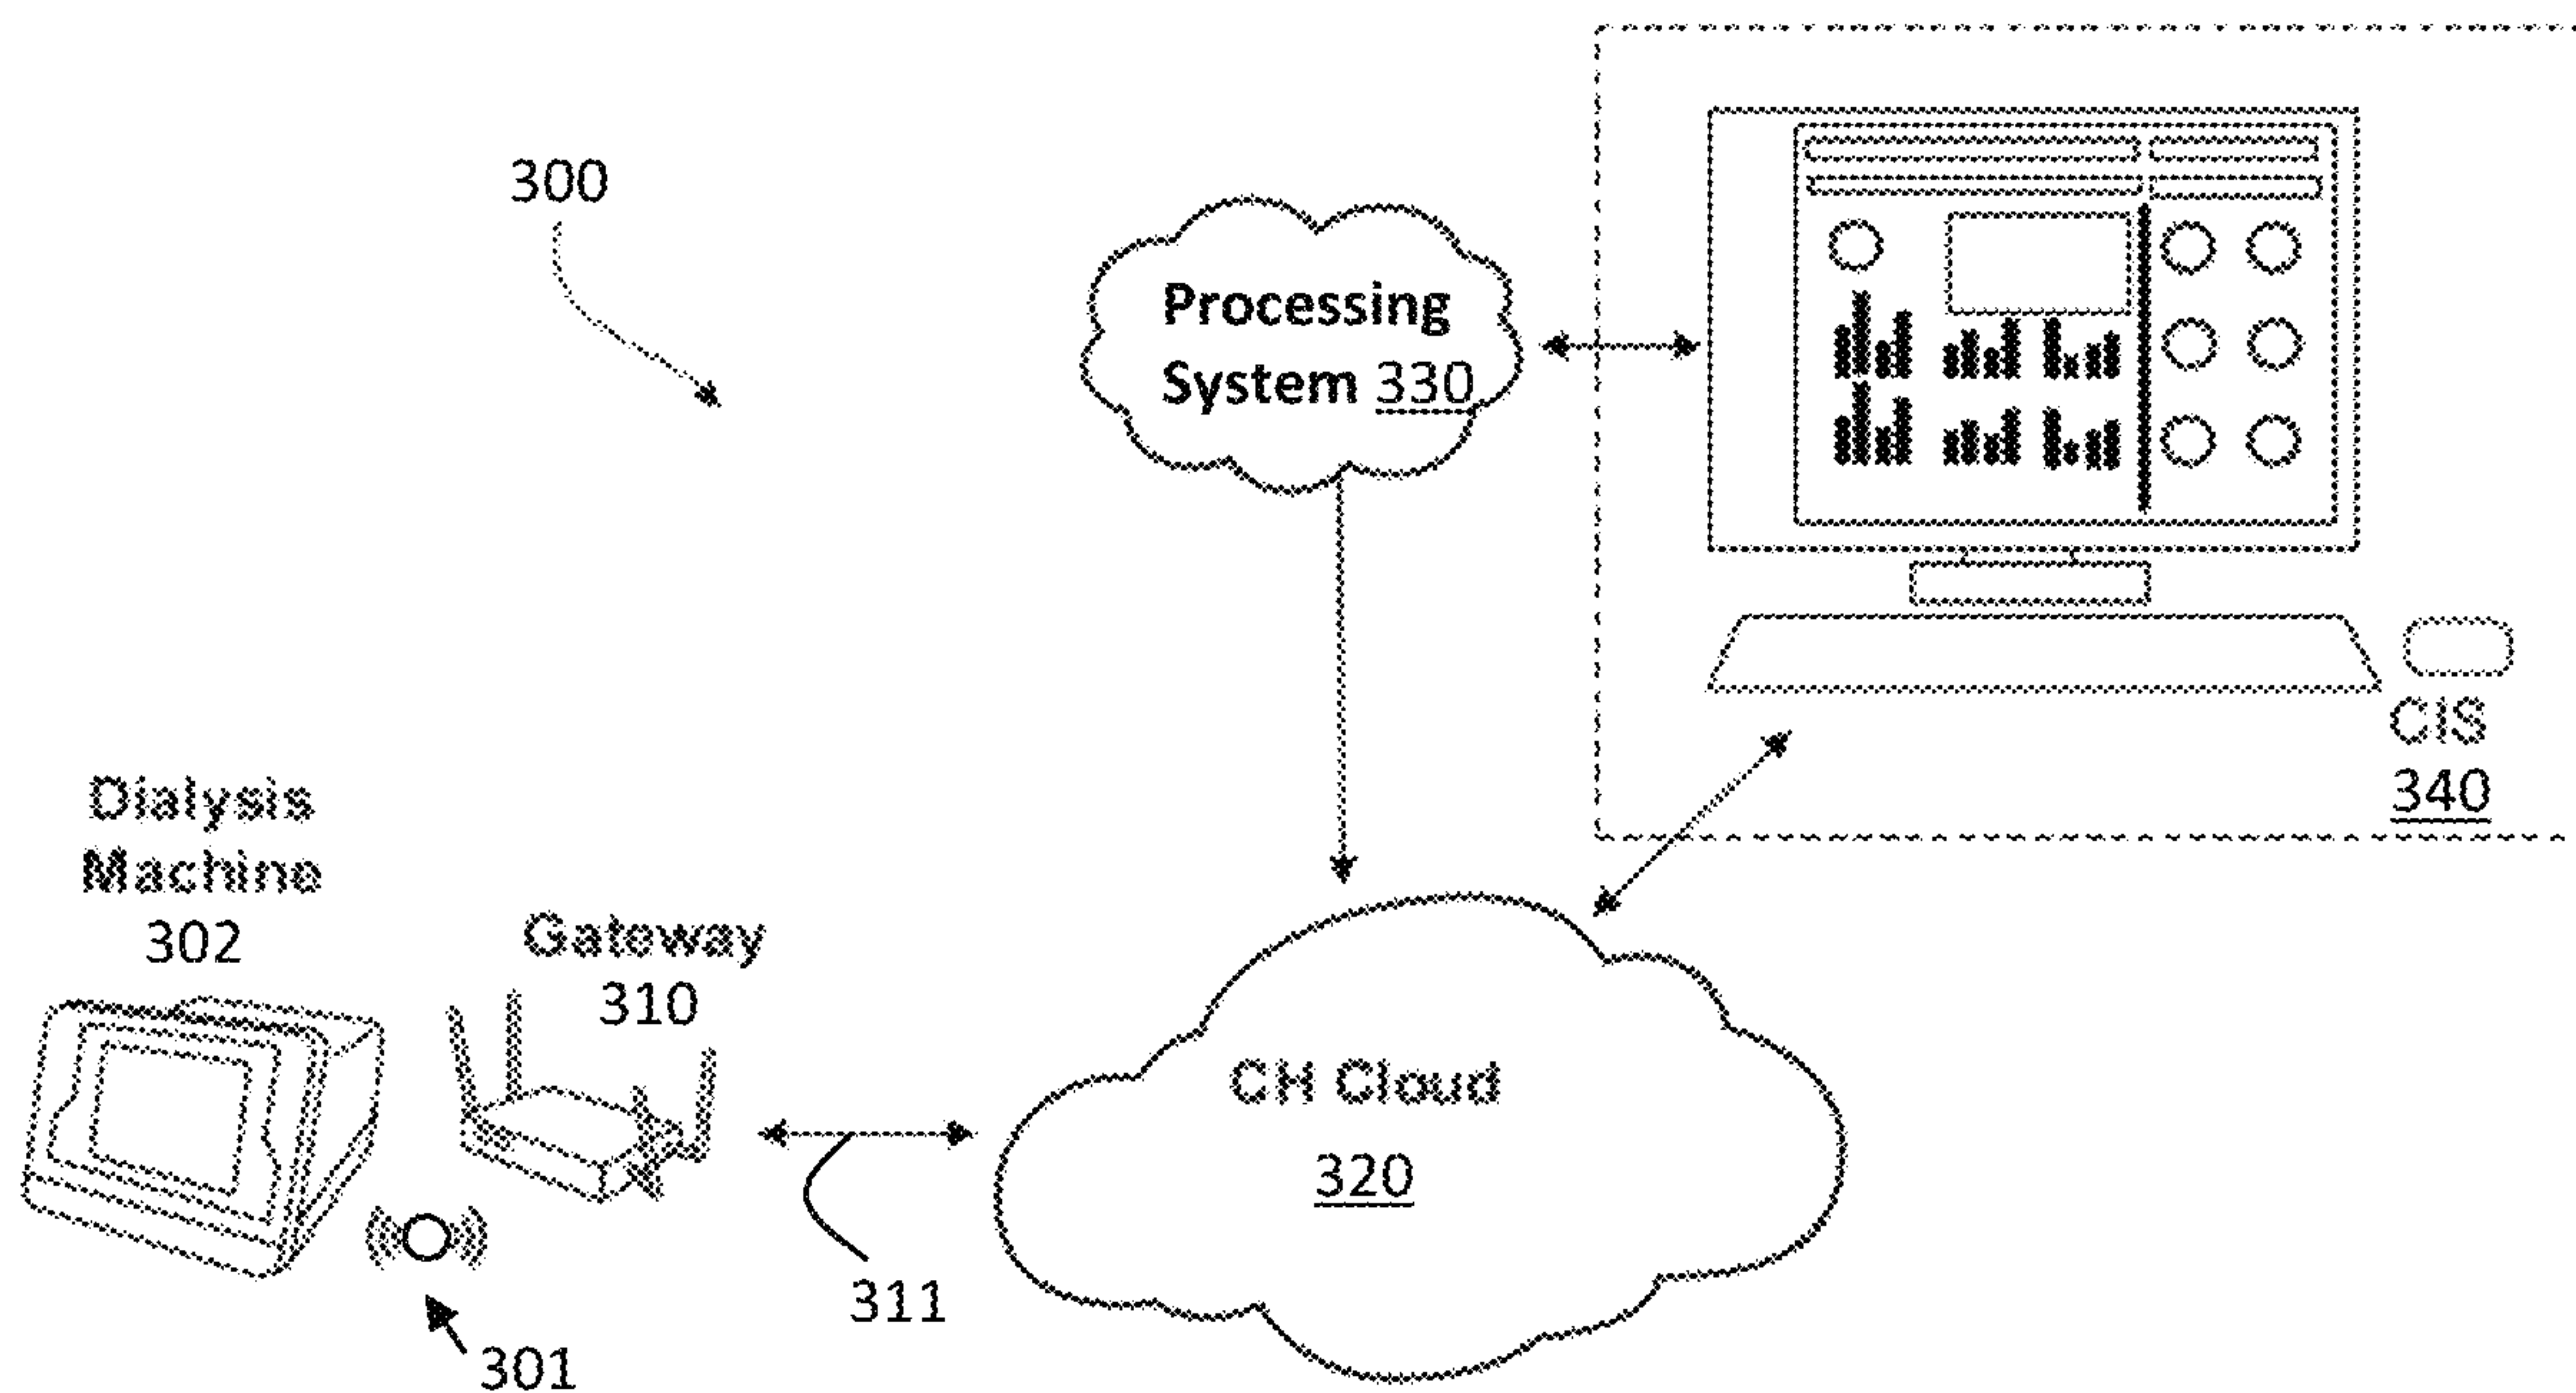 300
Processing
System 330
CIS
340
Dialysis
Machine
302
Gateway
310
CH Cloud
320
311
301